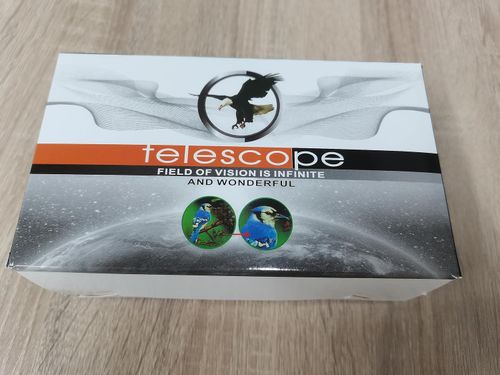 telescope
FIELD OF VISION IS INFINITE
AND WONDERFUL